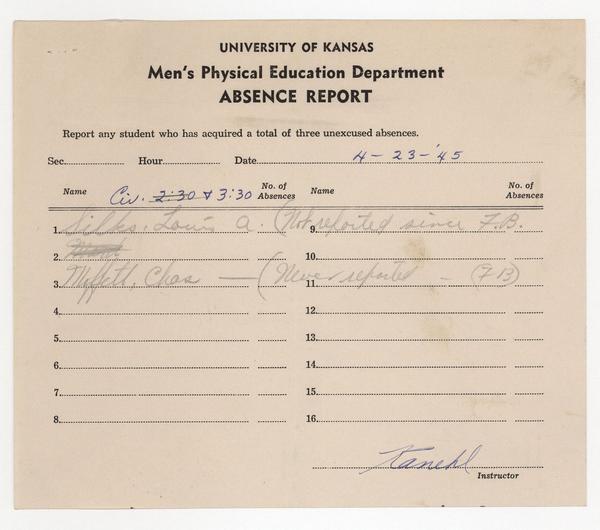 UNIVERSITY OF KANSAS
Men's Physical Education Department
ABSENCE REPORT
Report any student who has acquired a total of three unexcused absences.
Sec. Hour Date 4-23-'45
Name Civ. 2:30 & 3:30 No. of Absences Name No. of Absences
1. Silks, Louis A. (Not reported since F.B. 9.
2. 10.
3. Moffett, Chas — (Never reported - (FB) 11.
4. 12.
5. 13.
6. 14.
7. 15.
8. 16.
Kanehl
Instructor